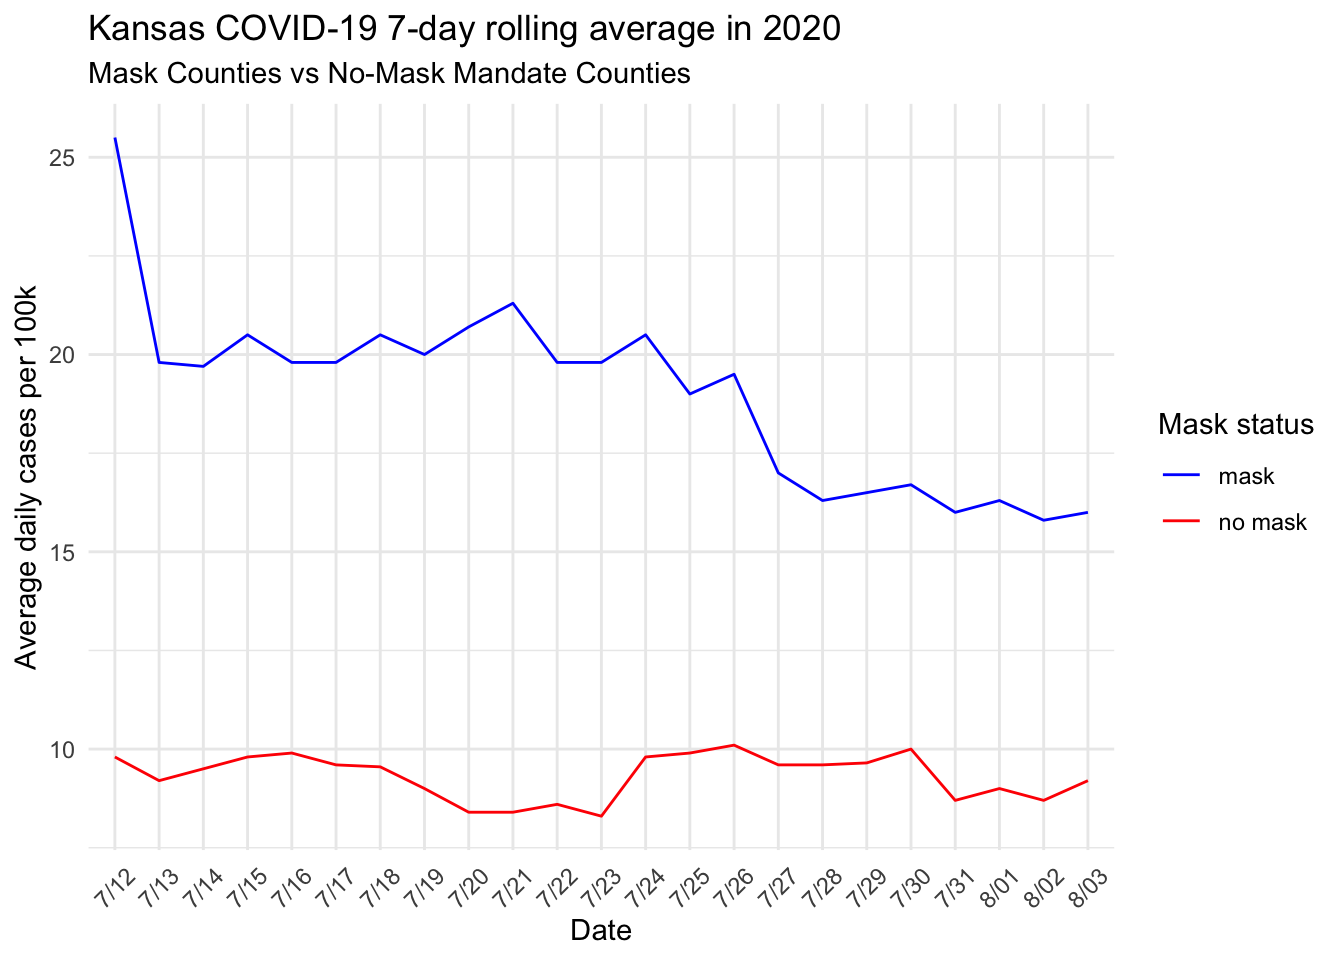 Kansas COVID-19 7-day rolling average in 2020
Mask Counties vs No-Mask Mandate Counties
Average daily cases per 100k
25
20
15
10
7/12 7/13 7/14 7/15 7/16 7/17 7/18 7/19 7/20 7/21 7/22 7/23 7/24 7/25 7/26 7/27 7/28 7/29 7/30 7/31 8/01 8/02 8/03
Date
Mask status
mask
no mask